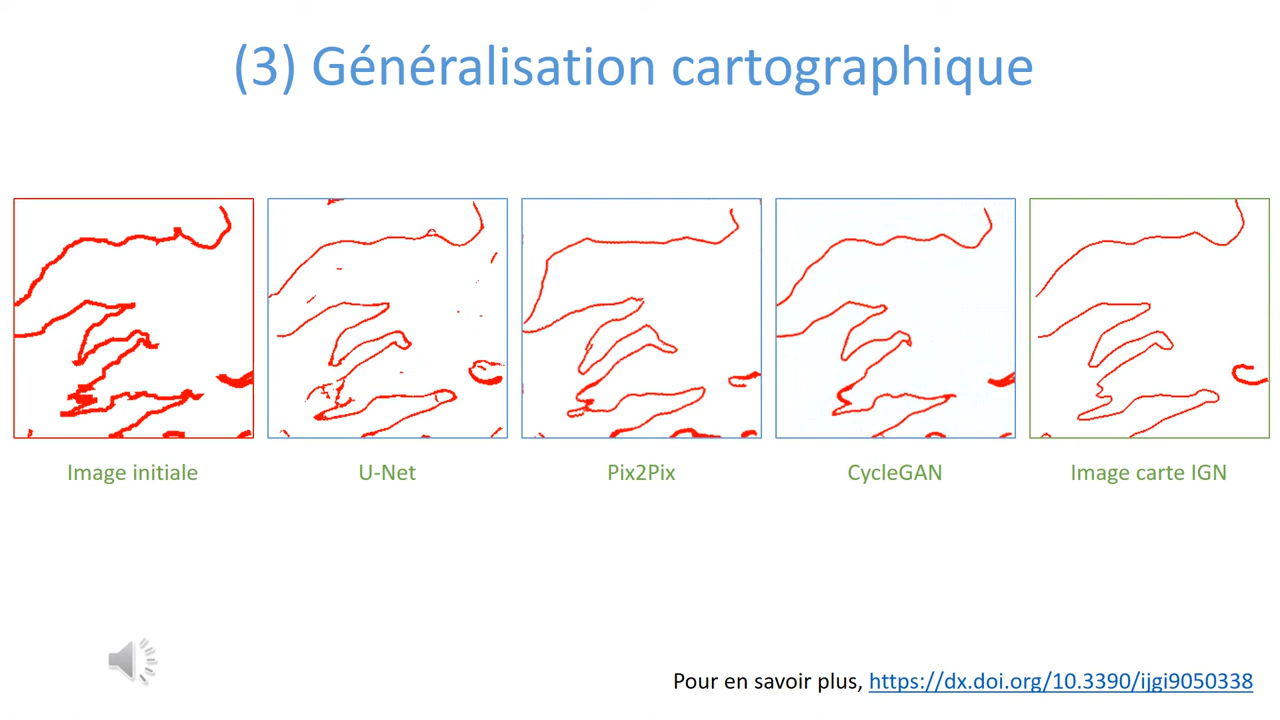 (3) Généralisation cartographique
Image initiale
U-Net
Pix2Pix
CycleGAN
Image carte IGN
Pour en savoir plus, https://dx.doi.org/10.3390/ijgi9050338